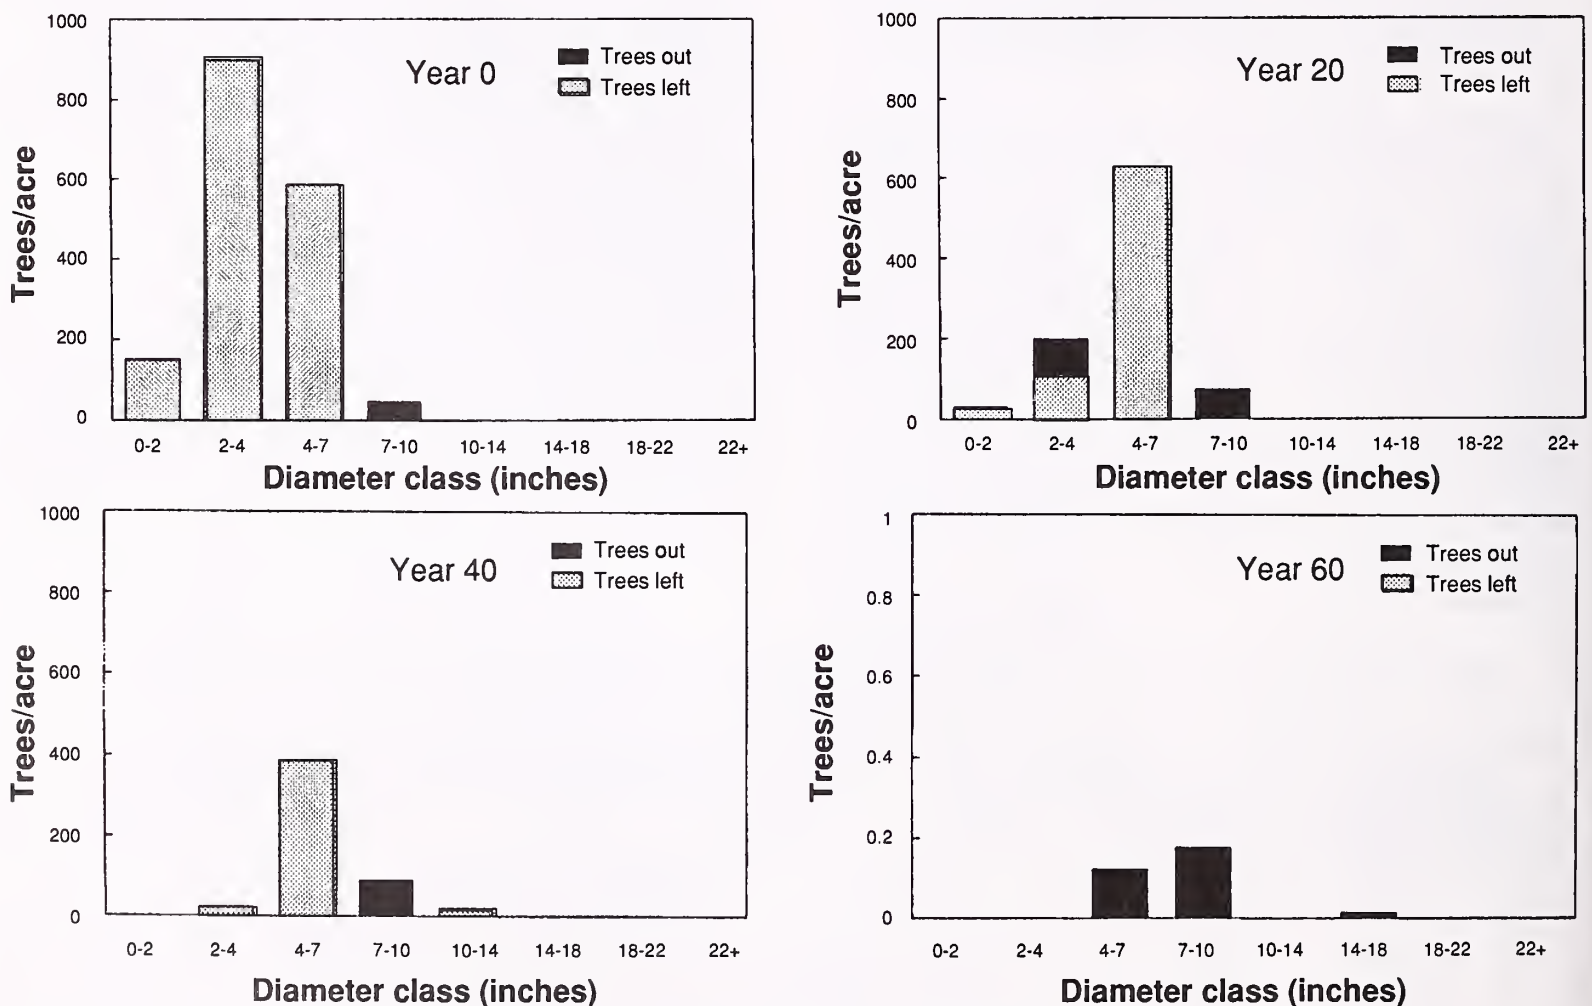 1000
800
600
400
200
0
Trees/acre
Year 0
Trees out
Trees left
0-2 2-4 4-7 7-10 10-14 14-18 18-22 22+
Diameter class (inches)
1000
800
600
400
200
0
Trees/acre
Year 20
Trees out
Trees left
0-2 2-4 4-7 7-10 10-14 14-18 18-22 22+
Diameter class (inches)
1000
800
600
400
200
0
Trees/acre
Year 40
Trees out
Trees left
0-2 2-4 4-7 7-10 10-14 14-18 18-22 22+
Diameter class (inches)
1
0.8
0.6
0.4
0.2
0
Trees/acre
Year 60
Trees out
Trees left
0-2 2-4 4-7 7-10 10-14 14-18 18-22 22+
Diameter class (inches)